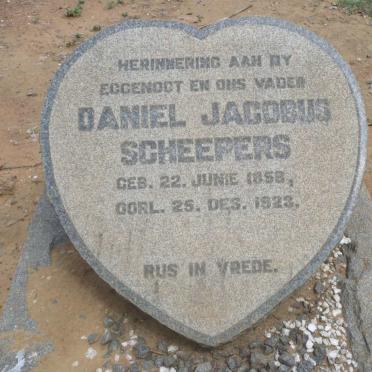 HERINNERING AAN MY
EGGENOOT EN ONS VADER
DANIEL JACOBUS
SCHEEPERS
GEB. 22. JUNIE 1858,
OORL. 25. DES. 1923.
RUS IN VREDE.